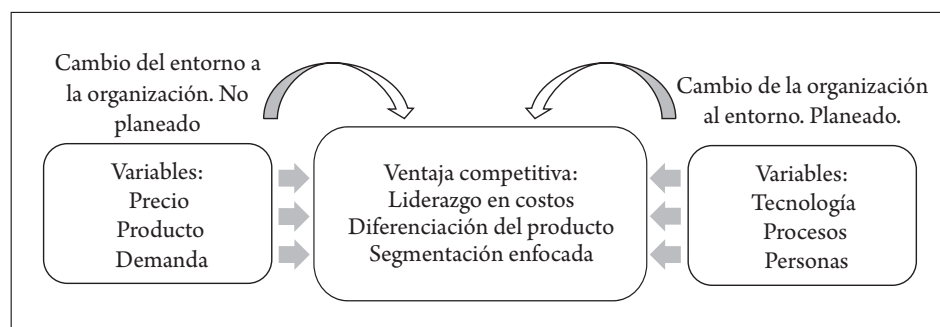 Cambio del entorno a
la organización. No
planeado
Cambio de la organización
al entorno. Planeado.
Variables:
Precio
Producto
Demanda
Ventaja competitiva:
Liderazgo en costos
Diferenciación del producto
Segmentación enfocada
Variables:
Tecnología
Procesos
Personas